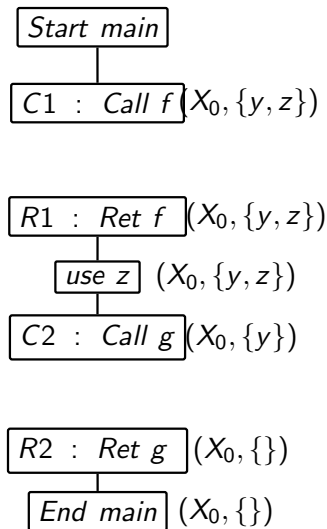 Start main
C1 : Call f (X₀, {y, z})
R1 : Ret f (X₀, {y, z})
use z (X₀, {y, z})
C2 : Call g (X₀, {y})
R2 : Ret g (X₀, {})
End main (X₀, {})